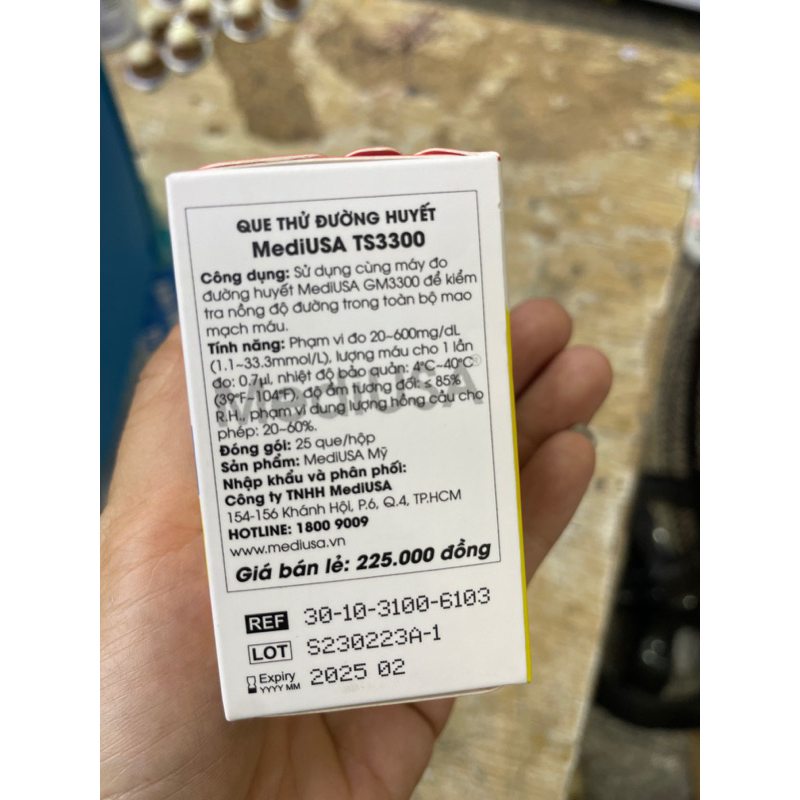 QUE THỬ ĐƯỜNG HUYẾT
MediUSA TS3300
Công dụng: Sử dụng cùng máy đo
đường huyết MediUSA GM3300 để kiểm
tra nồng độ đường trong toàn bộ mao
mạch máu.
Tính năng: Phạm vi đo 20~600mg/dL
(1.1~33.3mmol/L), lượng máu cho 1 lần
đo: 0.7µl, nhiệt độ bảo quản: 4°C~40°C
(39°F~104°F), độ ẩm tương đối: ≤ 85%
R.H., phạm vi dung lượng hồng cầu cho
phép: 20~60%.
Đóng gói: 25 que/hộp
Sản phẩm: MediUSA Mỹ
Nhập khẩu và phân phối:
Công ty TNHH MediUSA
154-156 Khánh Hội, P.6, Q.4, TP.HCM
HOTLINE: 1800 9009
www.mediusa.vn
Giá bán lẻ: 225.000 đồng
MediUSA®
REF 30-10-3100-6103
LOT S230223A-1
Expiry YYYY MM 2025 02